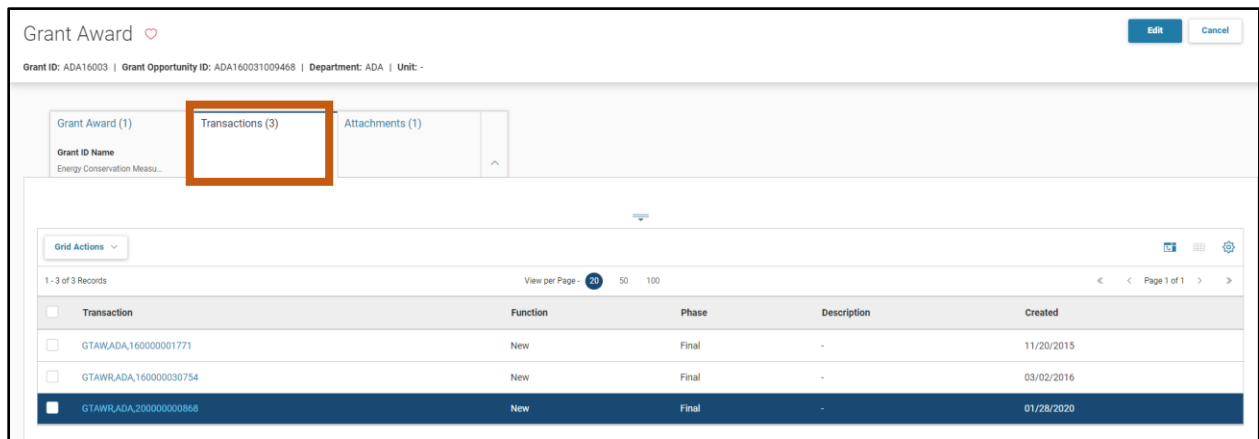 Grant Award
Edit Cancel
Grant ID: ADA16003 | Grant Opportunity ID: ADA160031009468 | Department: ADA | Unit: -
Grant Award (1) Transactions (3) Attachments (1)
Grant ID Name
Energy Conservation Measu...
Grid Actions
1 - 3 of 3 Records View per Page - 20 50 100 Page 1 of 1
Transaction Function Phase Description Created
GTAW,ADA,160000001771 New Final - 11/20/2015
GTAWR,ADA,160000030754 New Final - 03/02/2016
GTAWR,ADA,200000000868 New Final - 01/28/2020